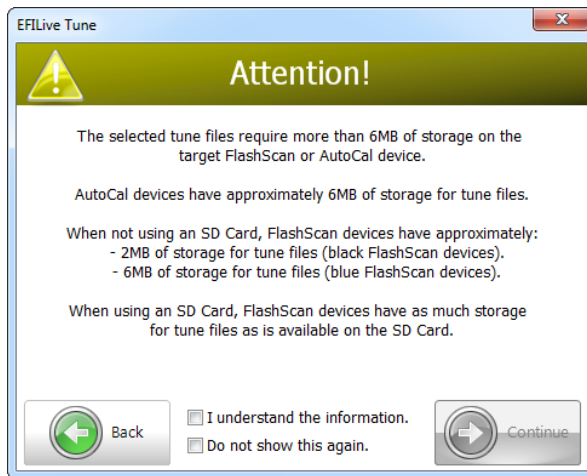 EFILive Tune
Attention!
The selected tune files require more than 6MB of storage on the
target FlashScan or AutoCal device.
AutoCal devices have approximately 6MB of storage for tune files.
When not using an SD Card, FlashScan devices have approximately:
- 2MB of storage for tune files (black FlashScan devices).
- 6MB of storage for tune files (blue FlashScan devices).
When using an SD Card, FlashScan devices have as much storage
for tune files as is available on the SD Card.
Back
I understand the information.
Do not show this again.
Continue